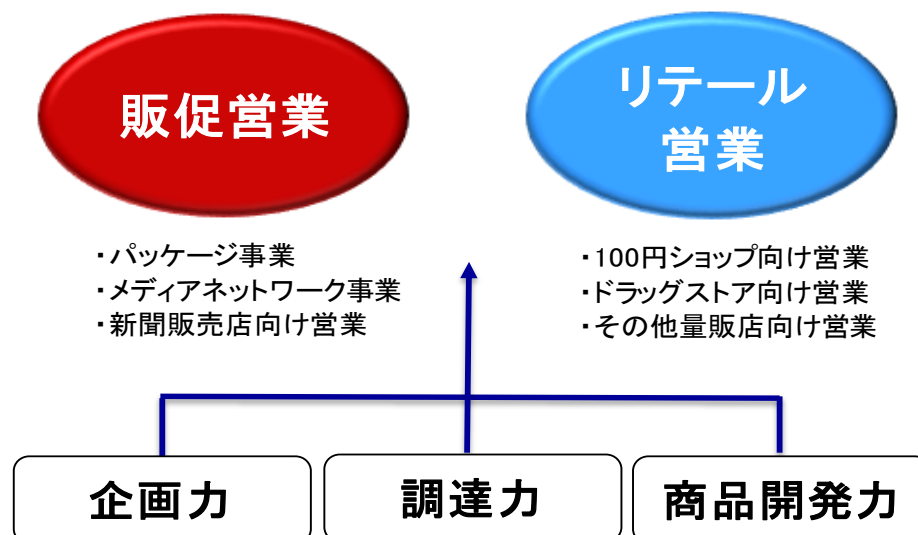 販促営業
リテール
営業
・パッケージ事業
・メディアネットワーク事業
・新聞販売店向け営業
・100円ショップ向け営業
・ドラッグストア向け営業
・その他量販店向け営業
企画力
調達力
商品開発力